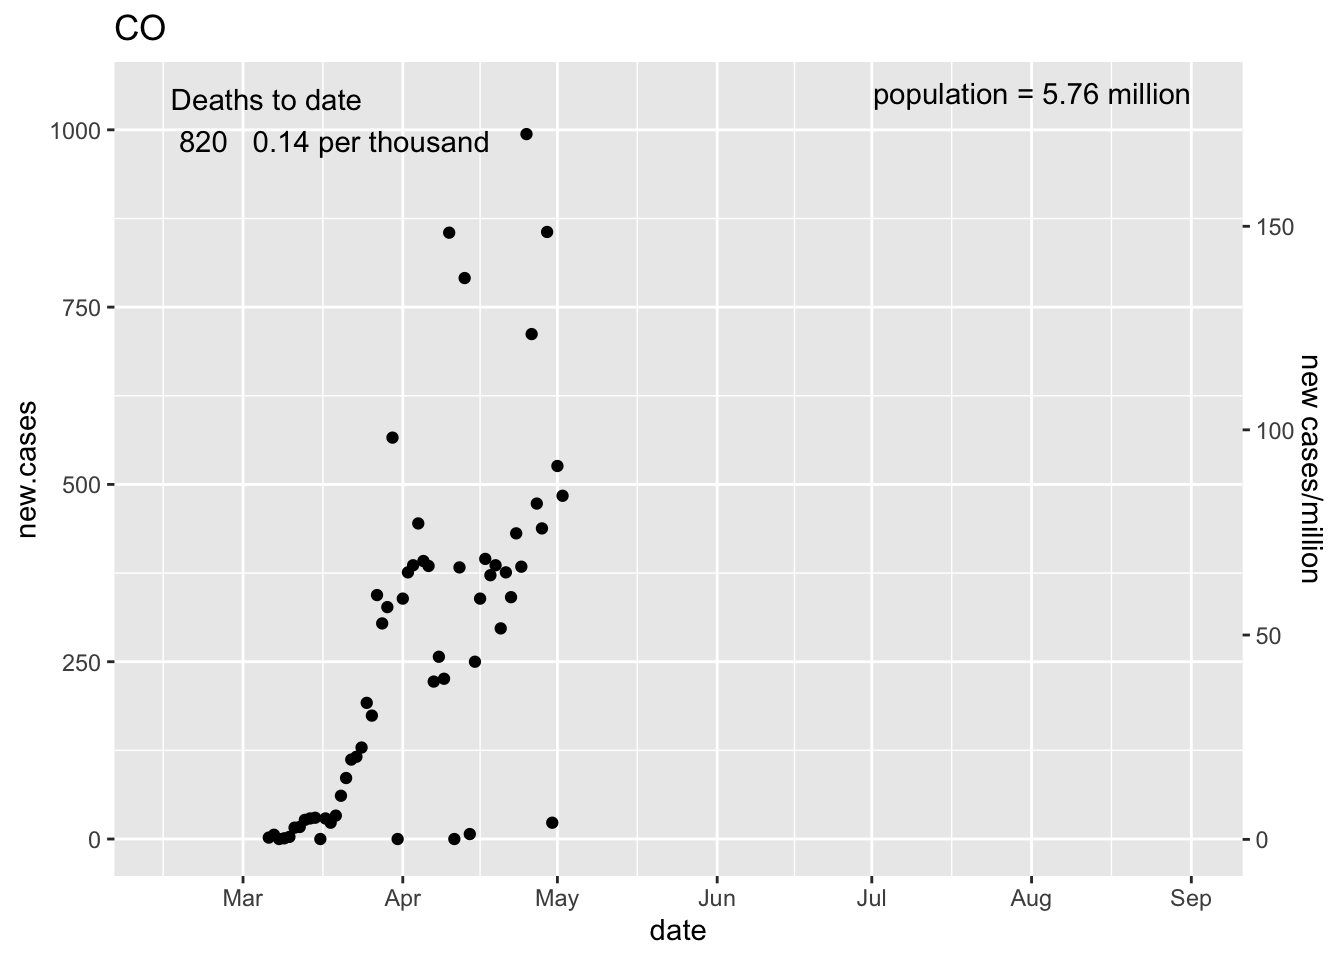 CO
Deaths to date
820 0.14 per thousand
population = 5.76 million
new.cases
1000
750
500
250
0
150
100
50
0
new cases/million
Mar Apr May Jun Jul Aug Sep
date